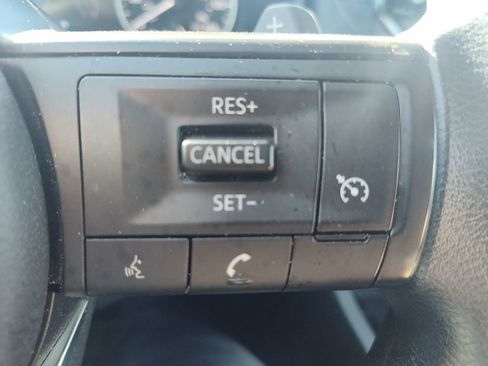 +
RES+
CANCEL
SET-